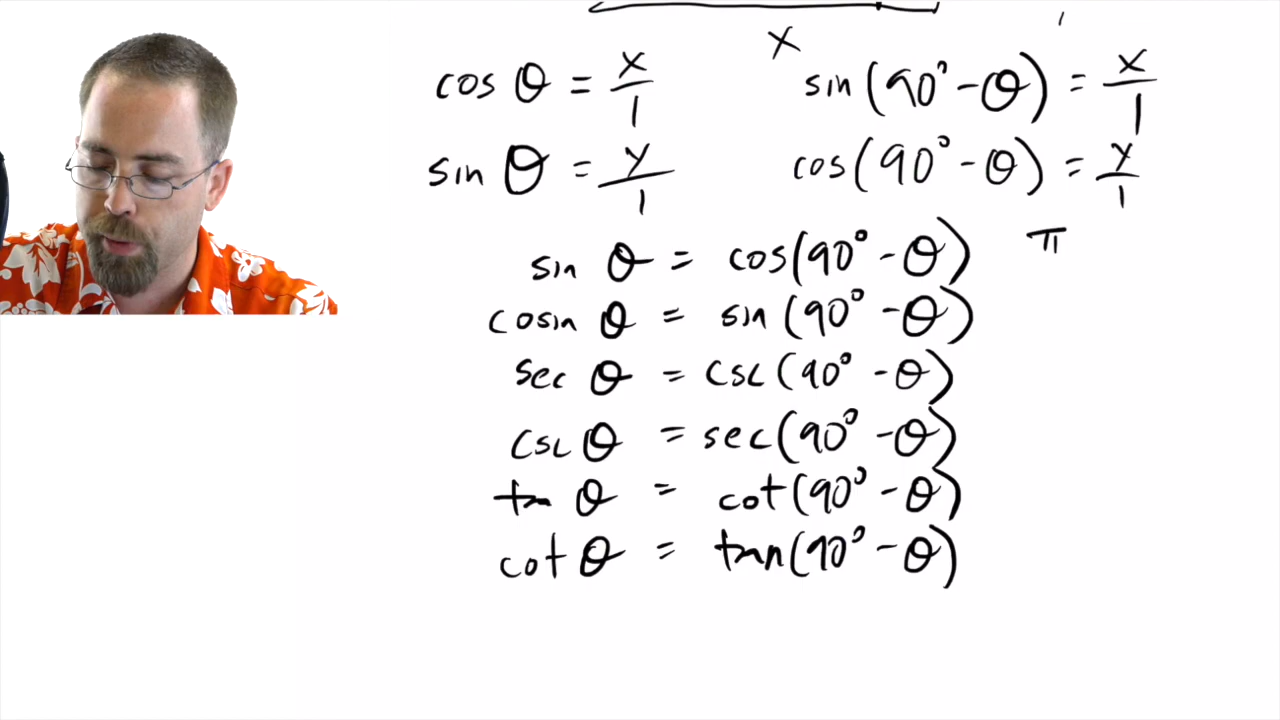 x
cos θ = x/1 sin(90° - θ) = x/1
sin θ = y/1 cos(90° - θ) = y/1
sin θ = cos(90° - θ) π
cosin θ = sin(90° - θ)
sec θ = csc(90° - θ)
csc θ = sec(90° - θ)
tan θ = cot(90° - θ)
cot θ = tan(90° - θ)